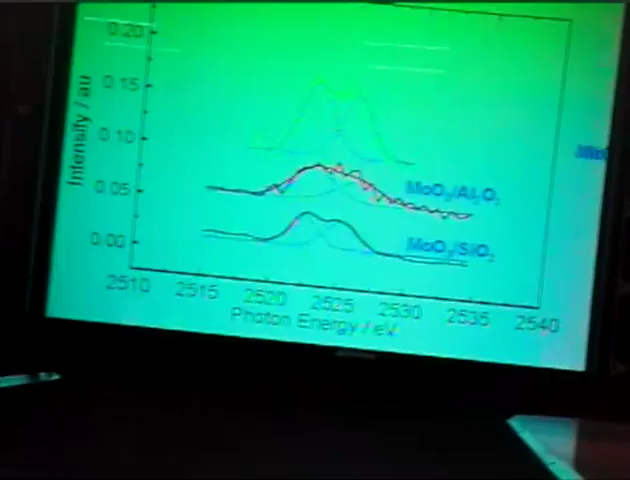 0.20
0.15
0.10
0.05
0.00
Intensity / au
MoO3/Al2O3
MoO3/SiO2
2510 2515 2520 2525 2530 2535 2540
Photon Energy / eV